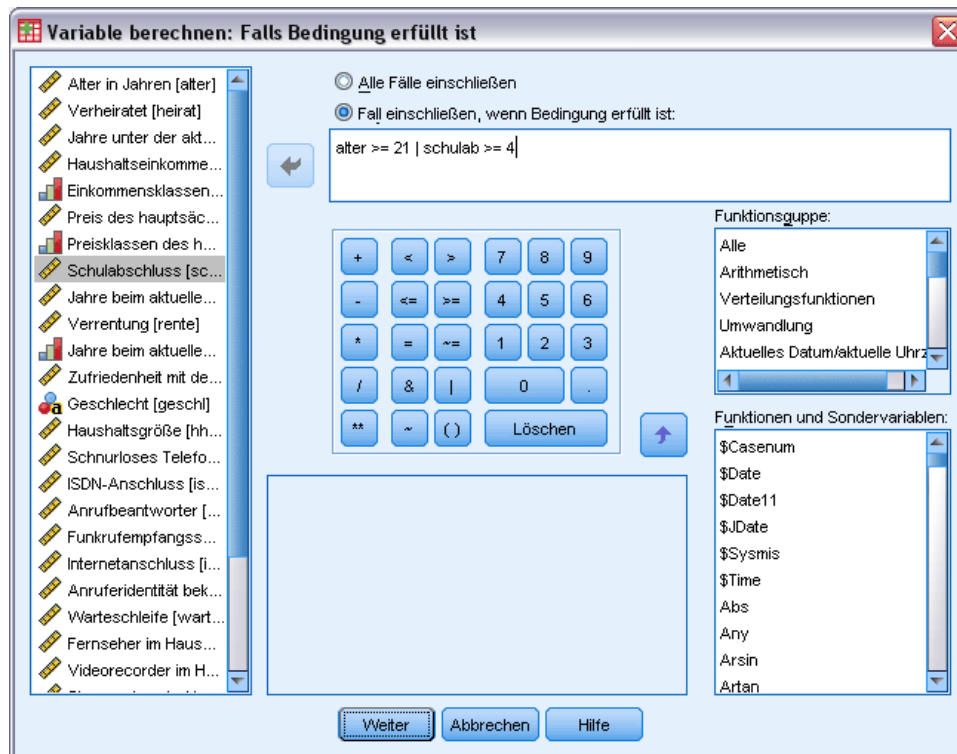 Variable berechnen: Falls Bedingung erfüllt ist
Alter in Jahren [alter]
Verheiratet [heirat]
Jahre unter der akt...
Haushaltseinkomme...
Einkommensklassen...
Preis des hauptsäc...
Preisklassen des h...
Schulabschluss [sc...
Jahre beim aktuelle...
Verrentung [rente]
Jahre beim aktuelle...
Zufriedenheit mit de...
Geschlecht [geschl]
Haushaltsgröße [hh...
Schnurloses Telefo...
ISDN-Anschluss [is...
Anrufbeantworter [...
Funkrufempfangss...
Internetanschluss [i...
Anruferidentität bek...
Warteschleife [wart...
Fernseher im Haus...
Videorecorder im H...
Alle Fälle einschließen
Fall einschließen, wenn Bedingung erfüllt ist:
alter >= 21 | schulab >= 4
+ < > 7 8 9
- <= >= 4 5 6
* = ~= 1 2 3
/ & | 0 .
** ~ ( ) Löschen
Funktionsgruppe:
Alle
Arithmetisch
Verteilungsfunktionen
Umwandlung
Aktuelles Datum/aktuelle Uhrz
Funktionen und Sondervariablen:
$Casenum
$Date
$Date11
$JDate
$Sysmis
$Time
Abs
Any
Arsin
Artan
Weiter Abbrechen Hilfe